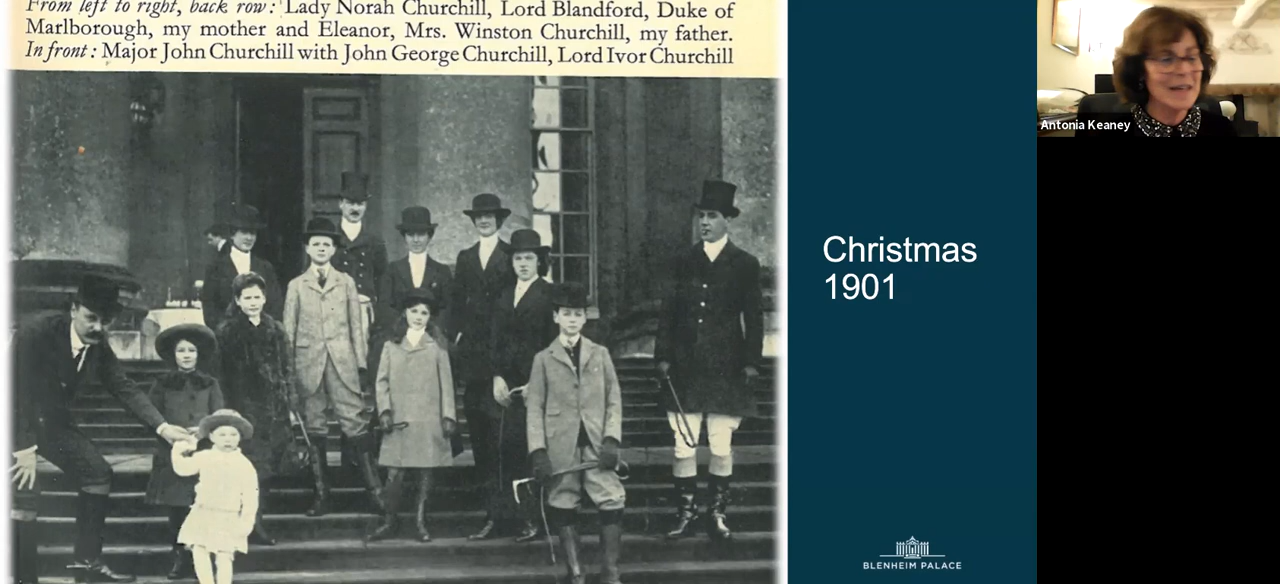 From left to right, back row: Lady Norah Churchill, Lord Blandford, Duke of
Marlborough, my mother and Eleanor, Mrs. Winston Churchill, my father.
In front: Major John Churchill with John George Churchill, Lord Ivor Churchill
Christmas
1901
BLENHEIM PALACE
Antonia Keaney